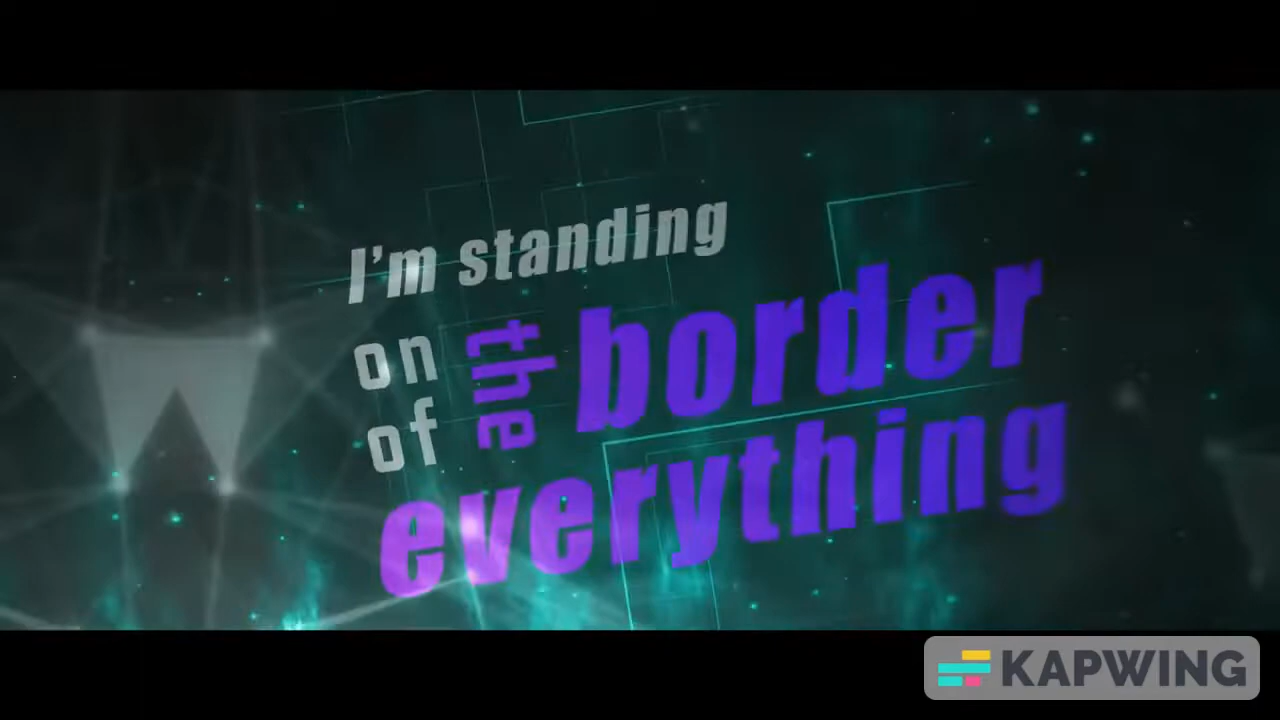 I'm standing
on the border
of
everything
KAPWING